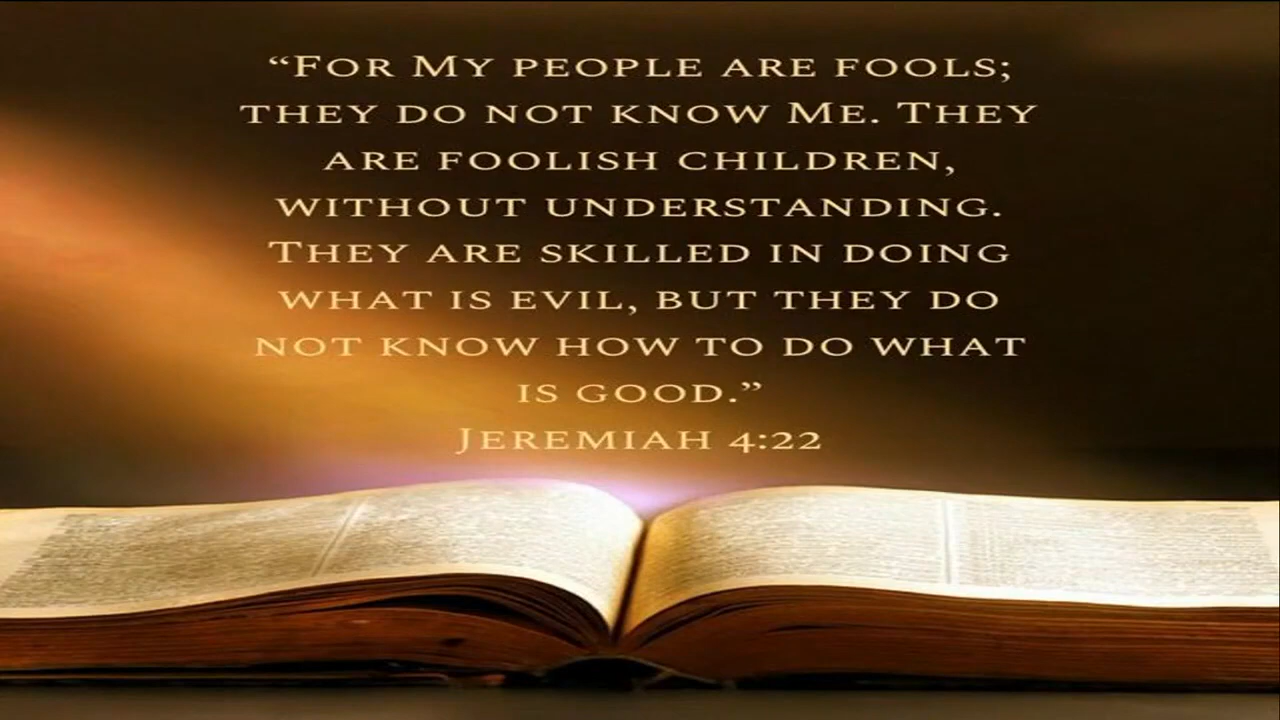 “For My people are fools;
they do not know Me. They
are foolish children,
without understanding.
They are skilled in doing
what is evil, but they do
not know how to do what
is good.”
Jeremiah 4:22